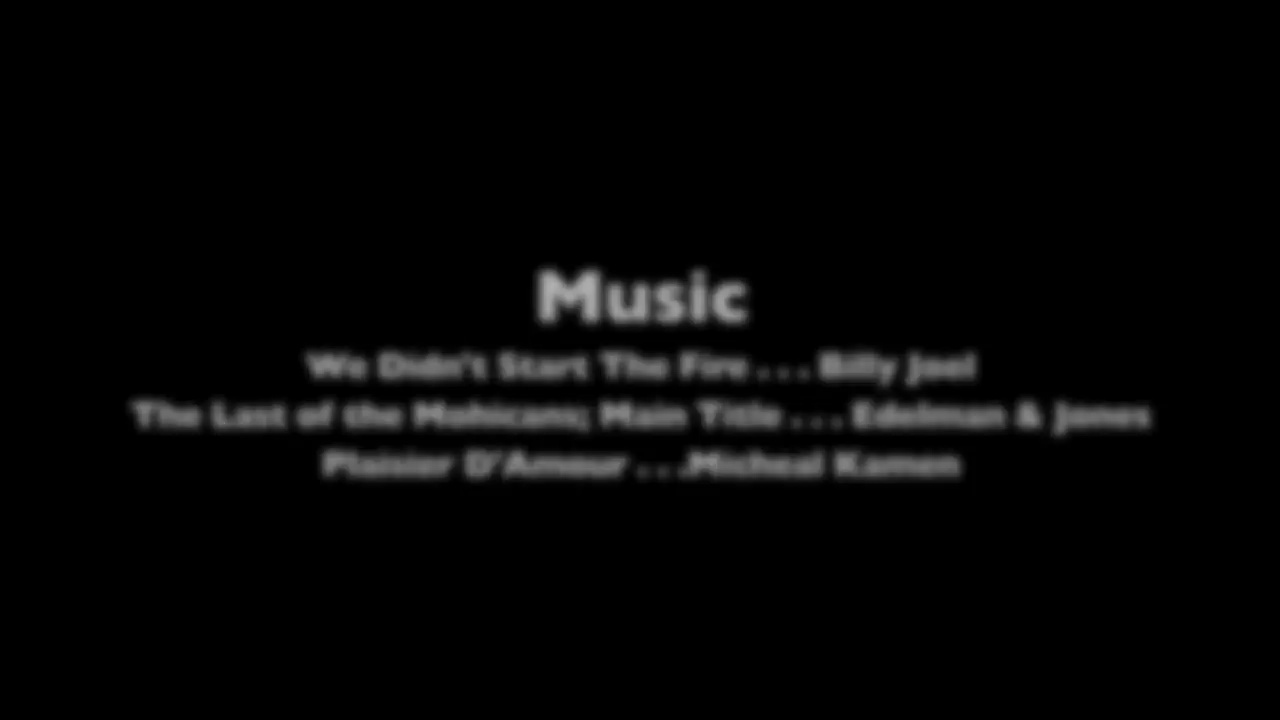 Music
We Didn't Start The Fire . . . Billy Joel
The Last of the Mohicans; Main Title . . . Edelman & Jones
Plaisier D'Amour . . .Micheal Kamen